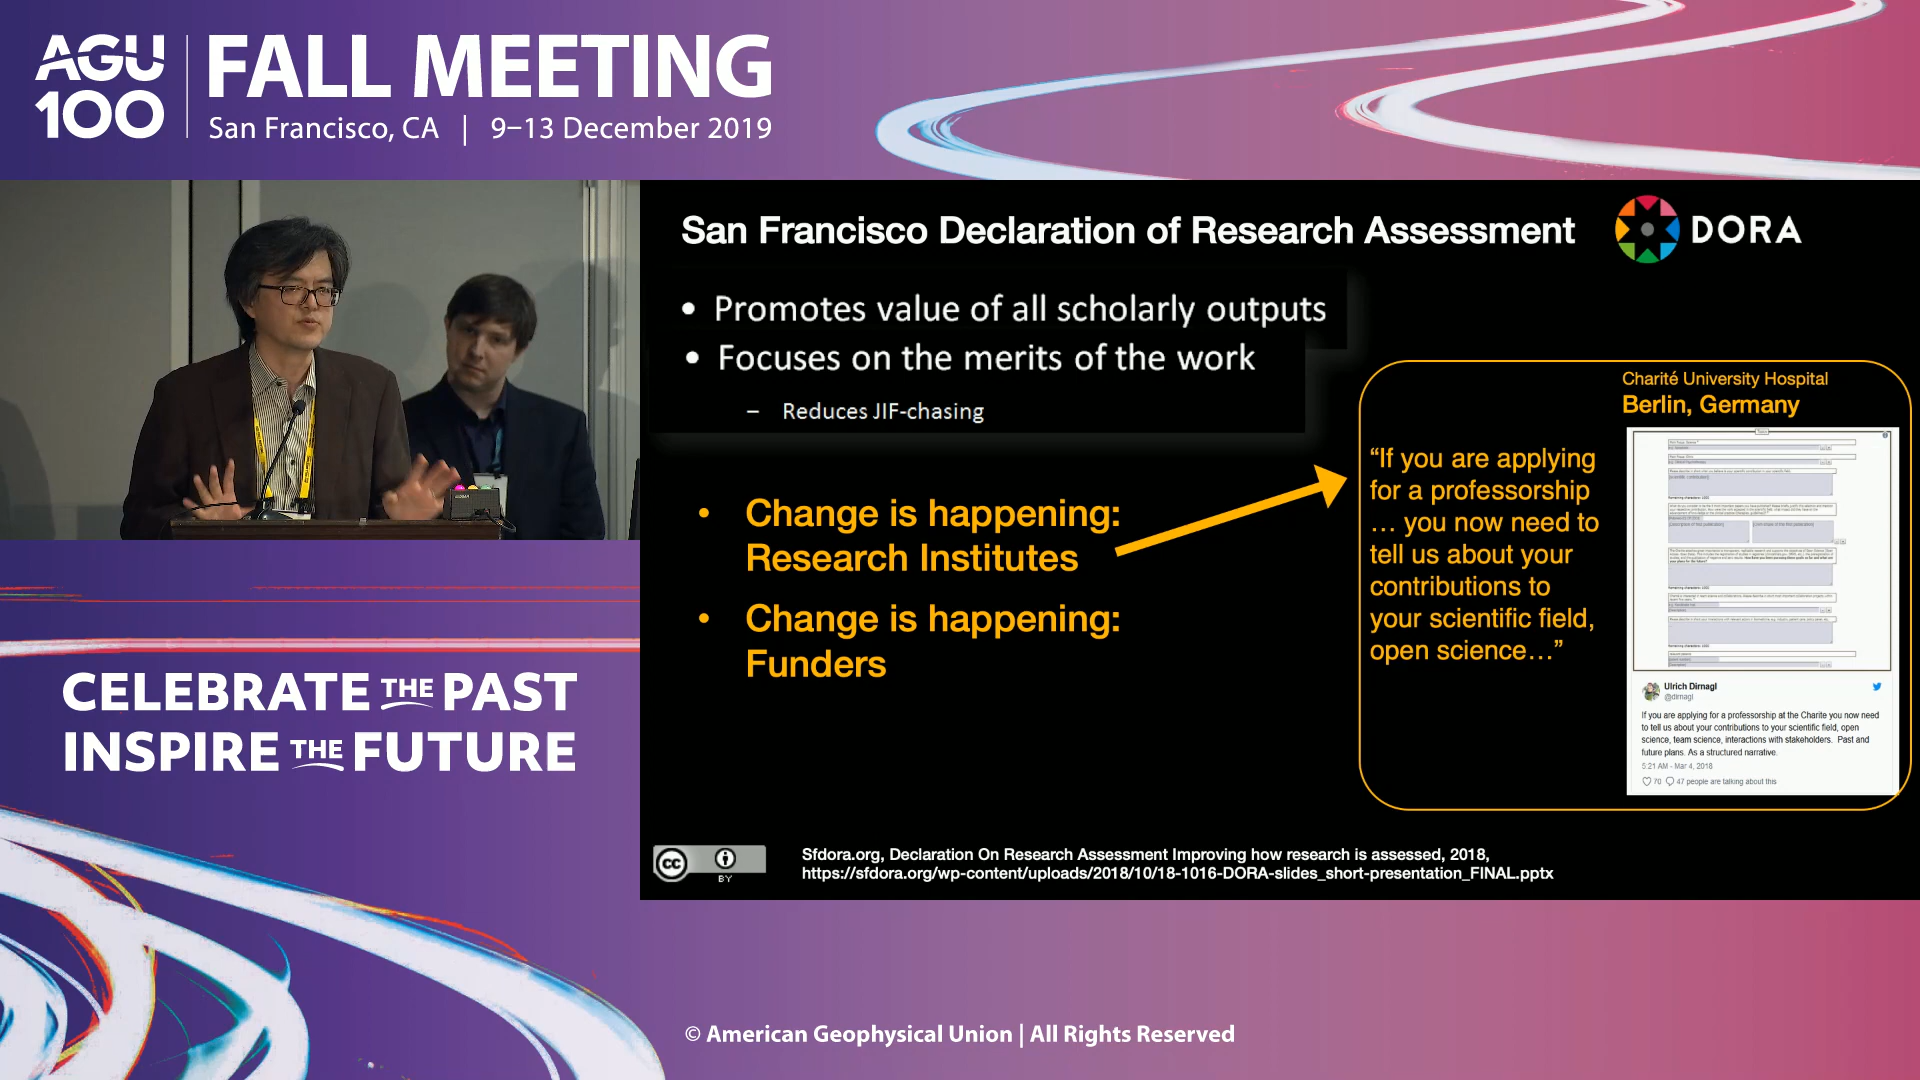 AGU
100
FALL MEETING
San Francisco, CA | 9–13 December 2019
San Francisco Declaration of Research Assessment
DORA
• Promotes value of all scholarly outputs
• Focuses on the merits of the work
– Reduces JIF-chasing
• Change is happening:
Research Institutes
• Change is happening:
Funders
Charité University Hospital
Berlin, Germany
“If you are applying
for a professorship
… you now need to
tell us about your
contributions to
your scientific field,
open science…”
Ulrich Dirnagl
@dirnagl
If you are applying for a professorship at the Charite you now need
to tell us about your contributions to your scientific field, open
science, team science, interactions with stakeholders. Past and
future plans. As a structured narrative.
5:21 AM - Mar 4, 2018
70 47 people are talking about this
cc
BY
Sfdora.org, Declaration On Research Assessment Improving how research is assessed, 2018,
https://sfdora.org/wp-content/uploads/2018/10/18-1016-DORA-slides_short-presentation_FINAL.pptx
CELEBRATE THE PAST
INSPIRE THE FUTURE
© American Geophysical Union | All Rights Reserved